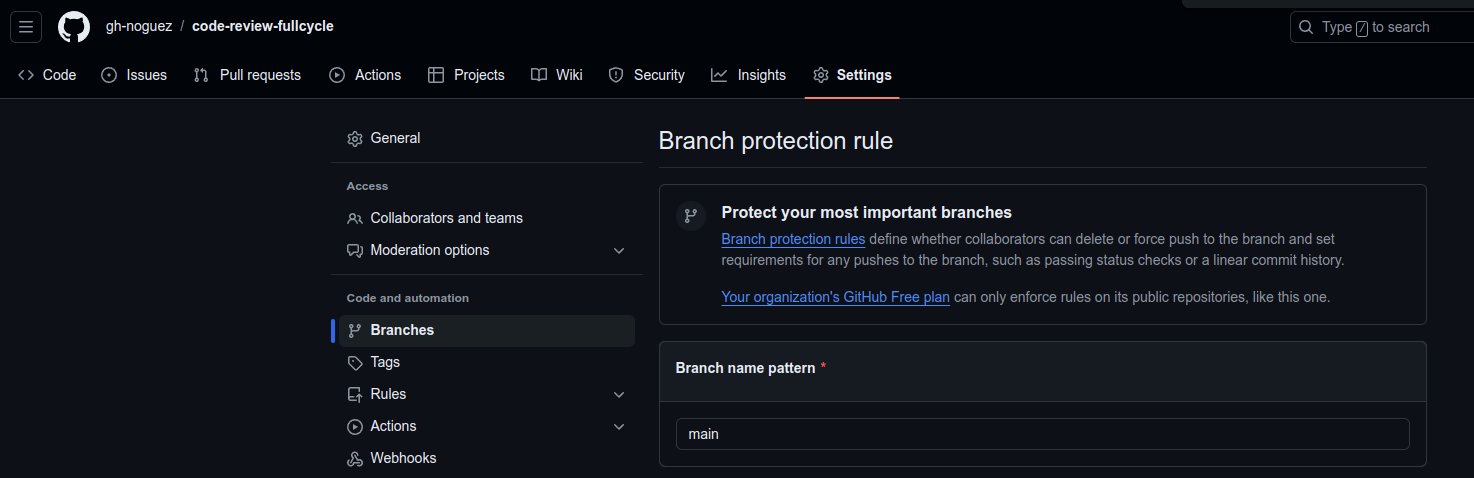 gh-noguez / code-review-fullcycle
Type / to search
Code Issues Pull requests Actions Projects Wiki Security Insights Settings
General
Access
Collaborators and teams
Moderation options
Code and automation
Branches
Tags
Rules
Actions
Webhooks
Branch protection rule
Protect your most important branches
Branch protection rules define whether collaborators can delete or force push to the branch and set
requirements for any pushes to the branch, such as passing status checks or a linear commit history.
Your organization's GitHub Free plan can only enforce rules on its public repositories, like this one.
Branch name pattern *
main